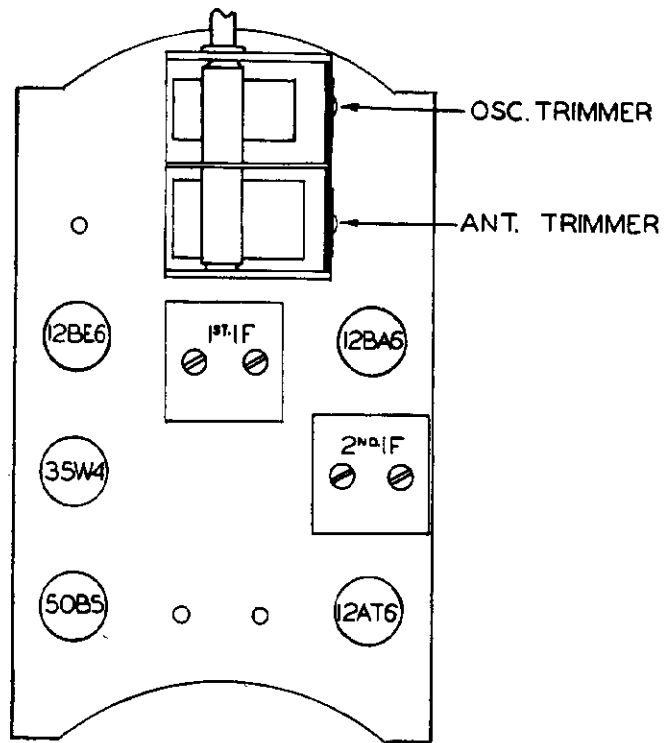 OSC. TRIMMER
ANT. TRIMMER
12BE6
1ST. IF
12BA6
35W4
2ND. IF
50B5
12AT6